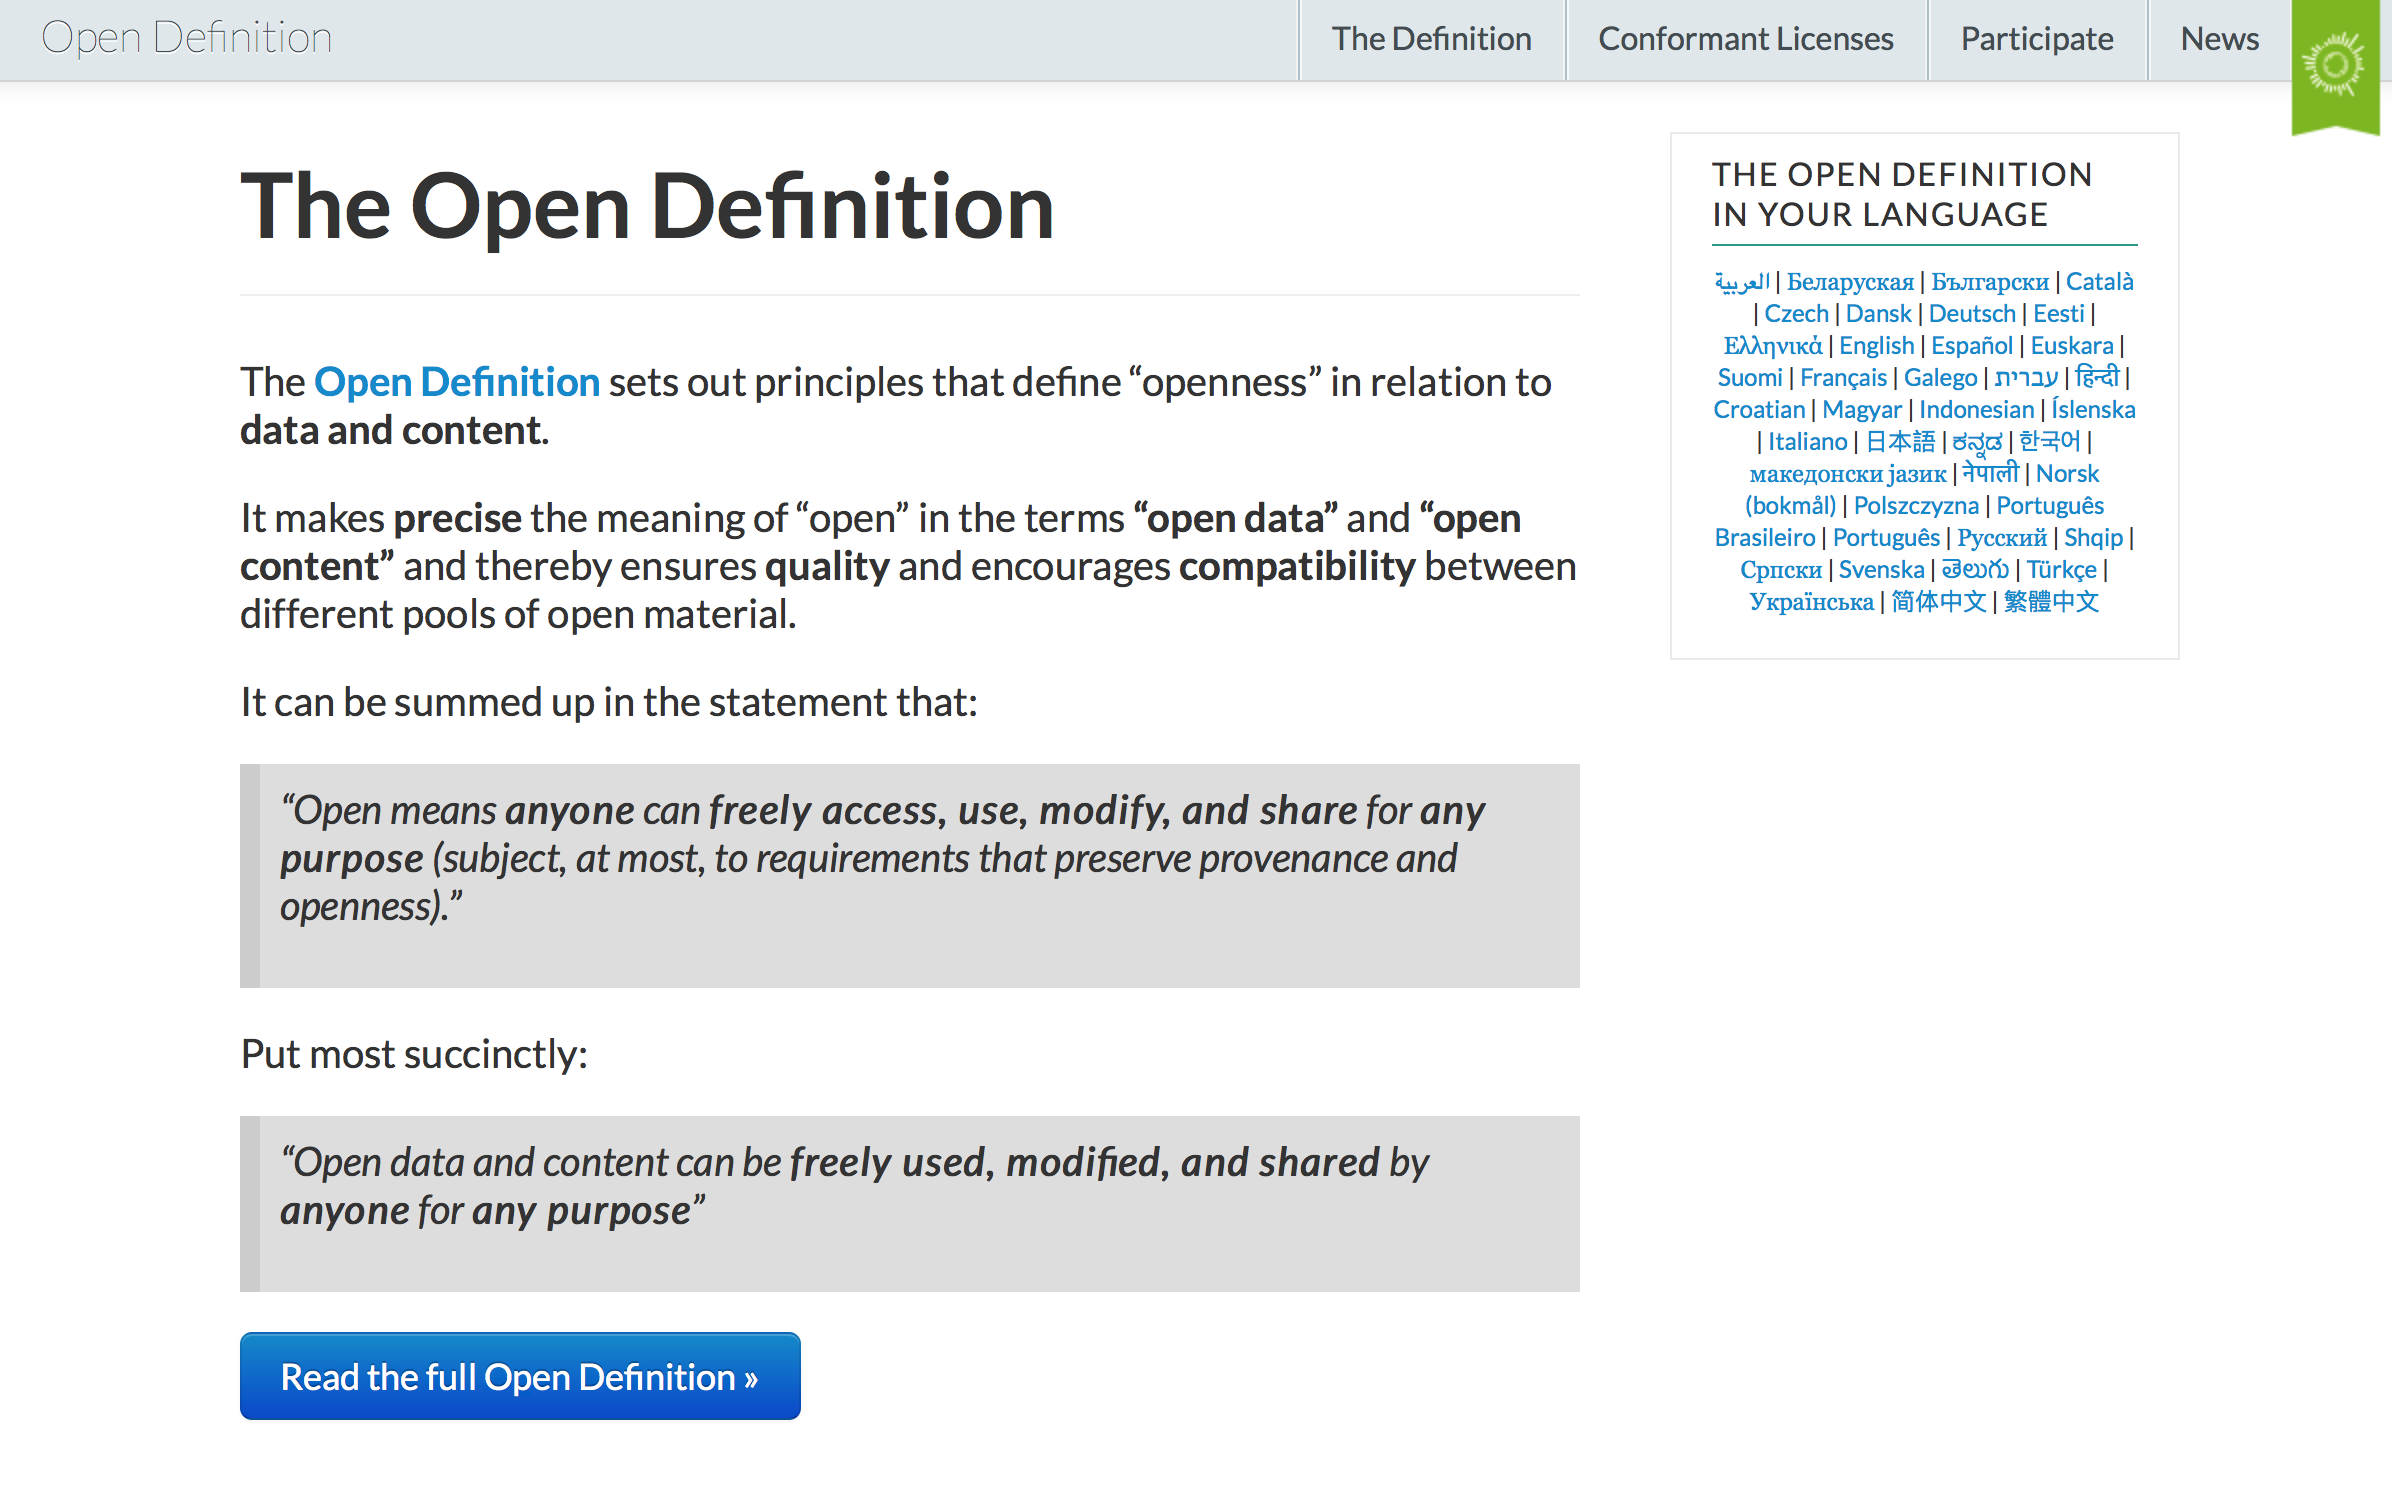 Open Definition
The Definition
Conformant Licenses
Participate
News
The Open Definition
The Open Definition sets out principles that define “openness” in relation to
data and content.
It makes precise the meaning of “open” in the terms “open data” and “open
content” and thereby ensures quality and encourages compatibility between
different pools of open material.
It can be summed up in the statement that:
“Open means anyone can freely access, use, modify, and share for any
purpose (subject, at most, to requirements that preserve provenance and
openness).”
Put most succinctly:
“Open data and content can be freely used, modified, and shared by
anyone for any purpose”
Read the full Open Definition »
THE OPEN DEFINITION
IN YOUR LANGUAGE
العربية | Беларуская | Български | Català
| Czech | Dansk | Deutsch | Eesti |
Ελληνικά | English | Español | Euskara |
Suomi | Français | Galego | עברית | हिन्दी |
Croatian | Magyar | Indonesian | Íslenska
| Italiano | 日本語 | ಕನ್ನಡ | 한국어 |
македонски јазик | नेपाली | Norsk
(bokmål) | Polszczyzna | Português
Brasileiro | Português | Русский | Shqip |
Српски | Svenska | తెలుగు | Türkçe |
Українська | 简体中文 | 繁體中文